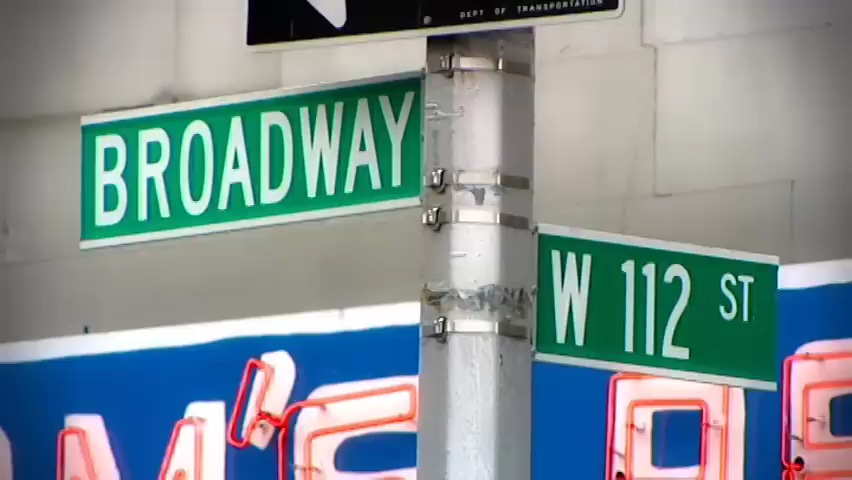 DEPT OF TRANSPORTATION
BROADWAY
W 112 ST
M'S